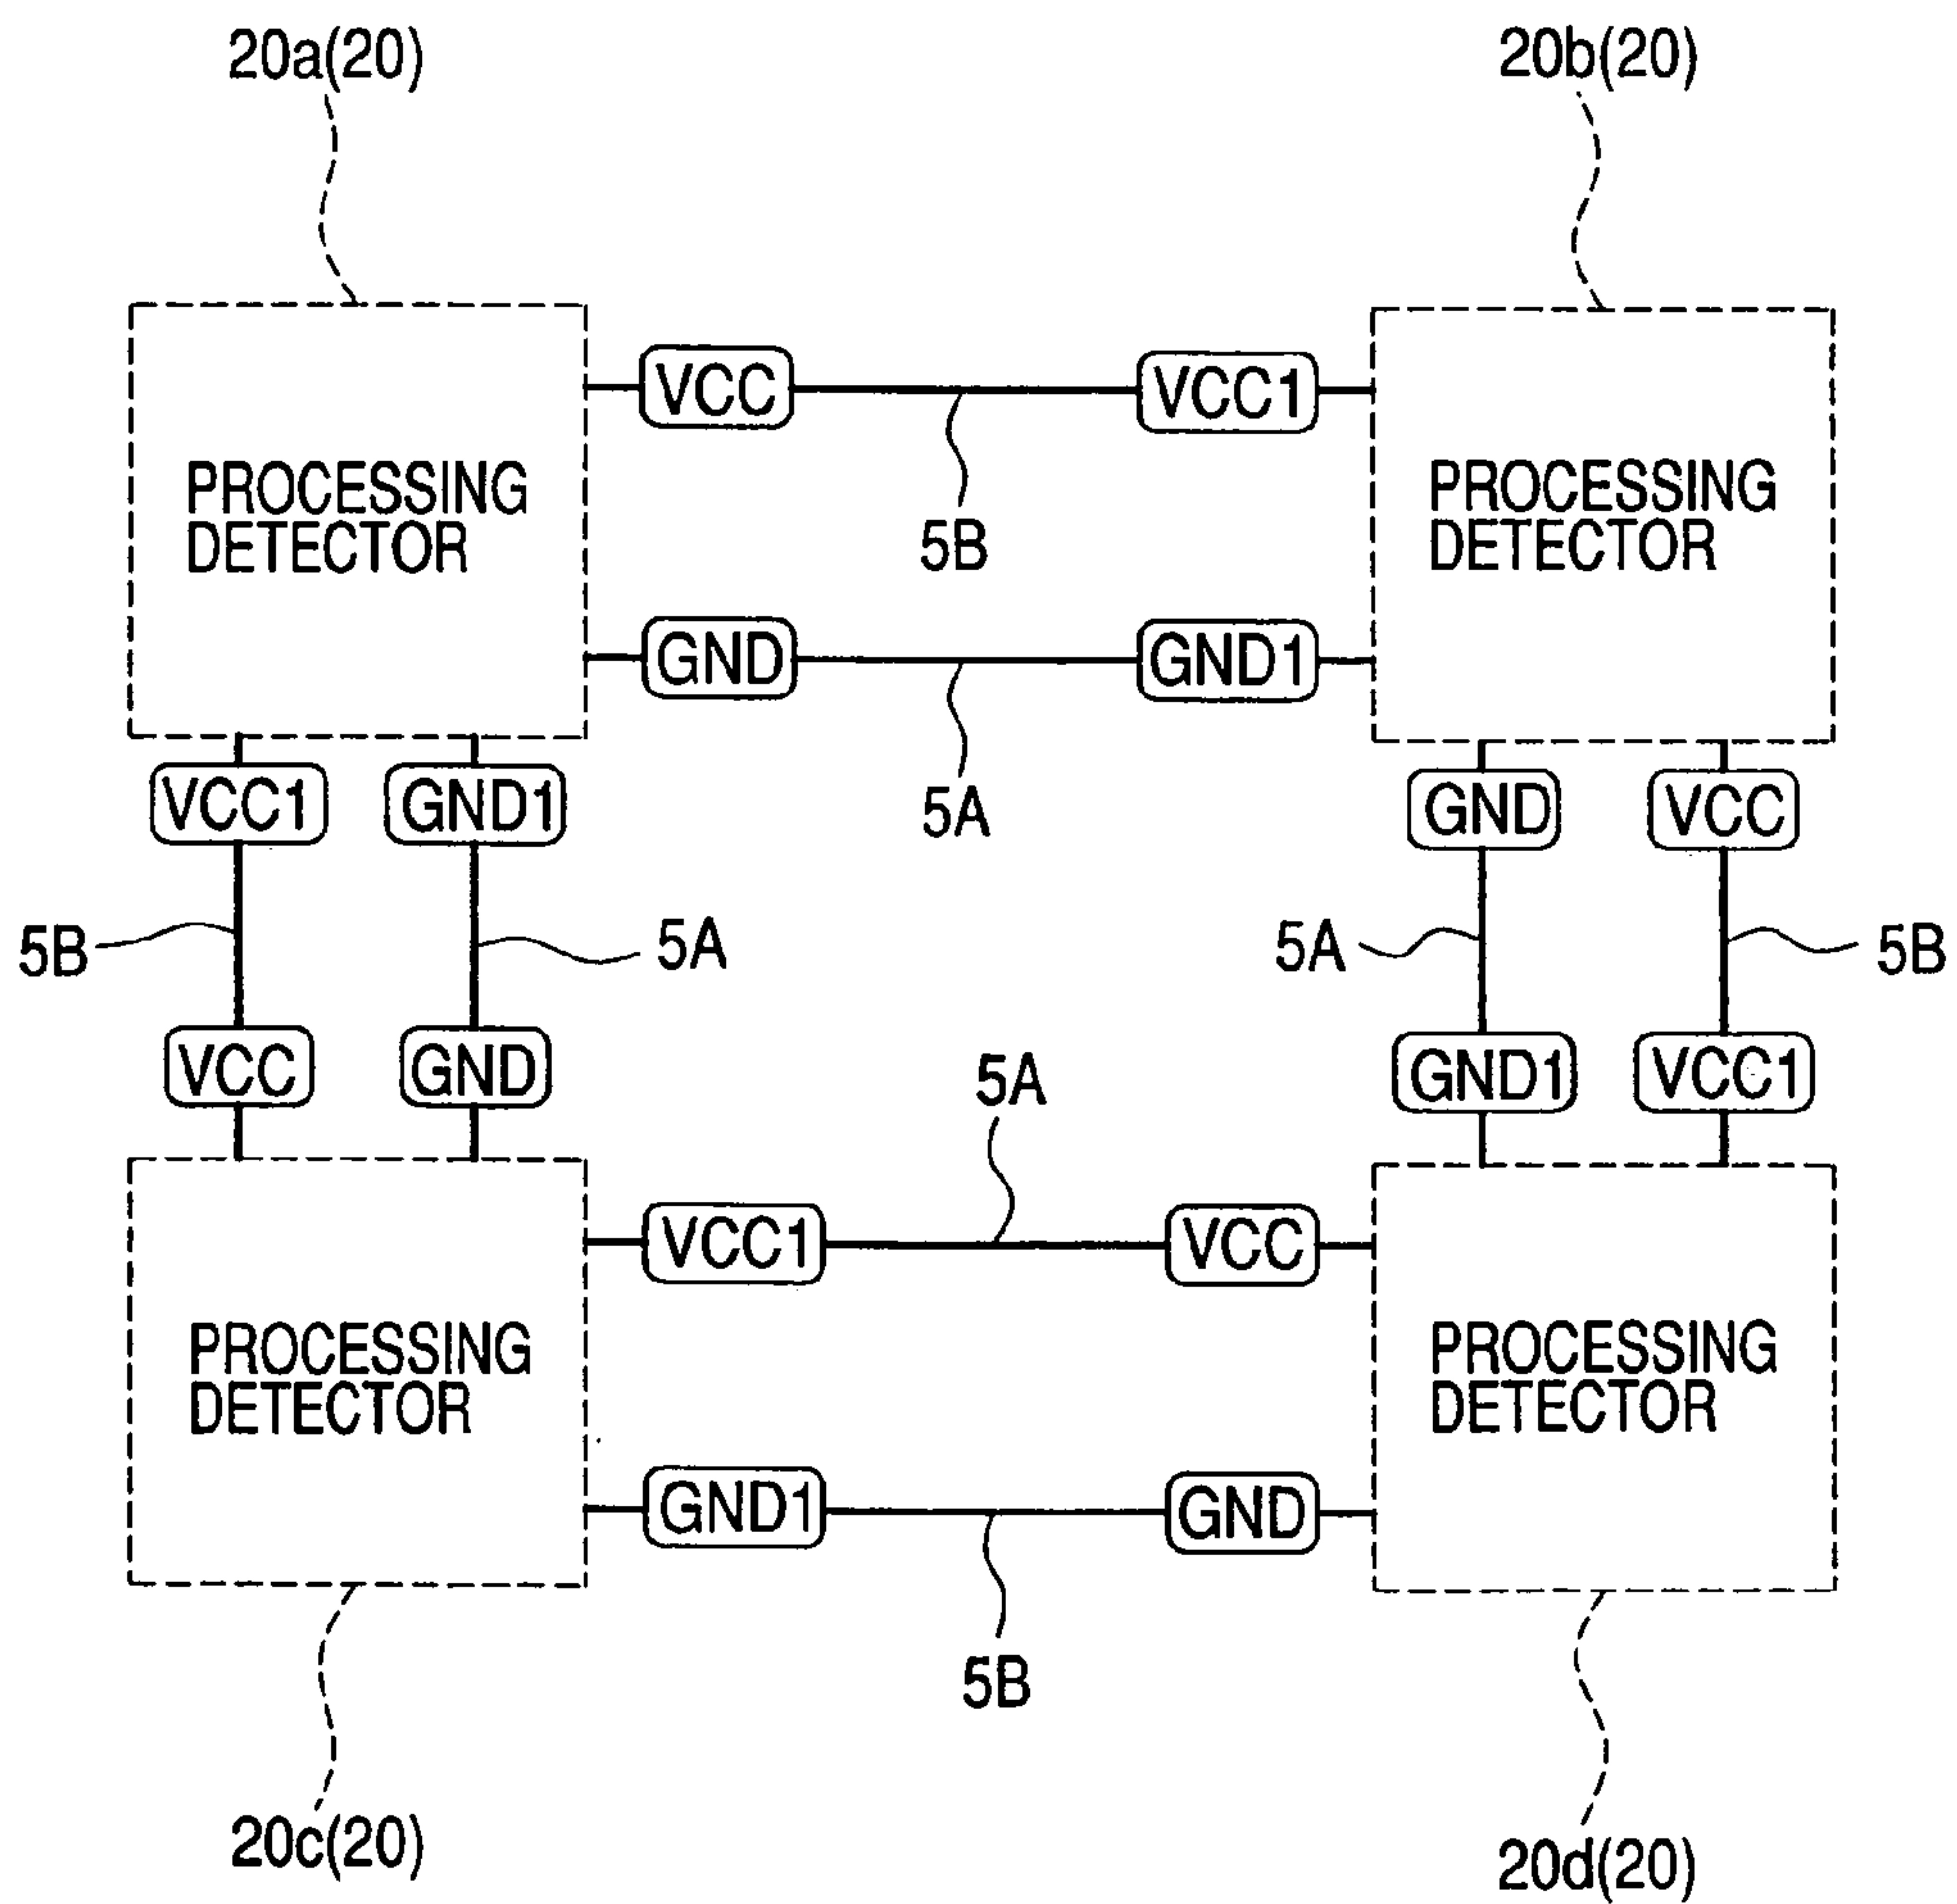 20a(20)
20b(20)
VCC
VCC1
PROCESSING
DETECTOR
PROCESSING
DETECTOR
5B
GND
GND1
5A
VCC1
GND1
GND
VCC
5B
5A
5A
5B
VCC
GND
GND1
VCC1
5A
VCC1
VCC
PROCESSING
DETECTOR
PROCESSING
DETECTOR
GND1
GND
5B
20c(20)
20d(20)